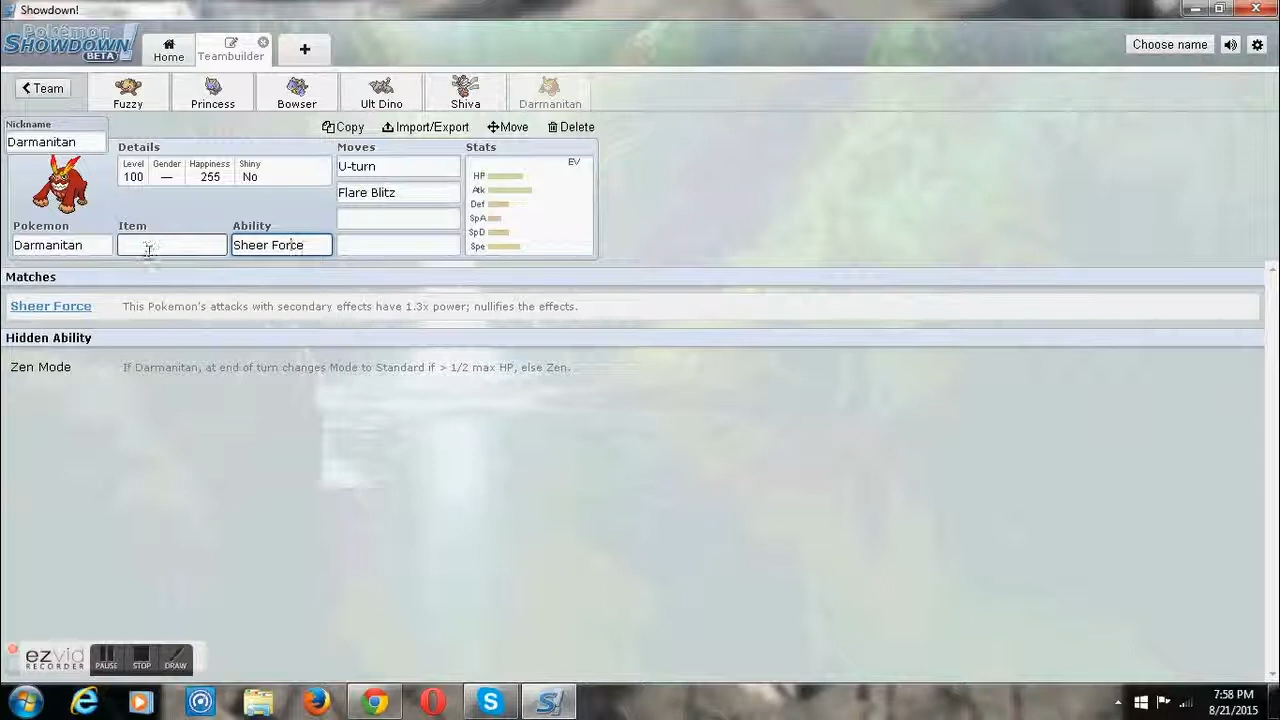 Showdown!
Pokémon
SHOWDOWN!
BETA
Home
Teambuilder
+
Choose name
Team
Fuzzy
Princess
Bowser
Ult Dino
Shiva
Darmanitan
Nickname
Darmanitan
Copy
Import/Export
Move
Delete
Details
Moves
Stats
Level
Gender
Happiness
Shiny
100
—
255
No
U-turn
Flare Blitz
EV
HP
Atk
Def
SpA
SpD
Spe
Pokemon
Item
Ability
Darmanitan
Sheer Force
Matches
Sheer Force
This Pokemon's attacks with secondary effects have 1.3x power; nullifies the effects.
Hidden Ability
Zen Mode
If Darmanitan, at end of turn changes Mode to Standard if > 1/2 max HP, else Zen.
ezvid
RECORDER
PAUSE
STOP
DRAW
7:58 PM
8/21/2015